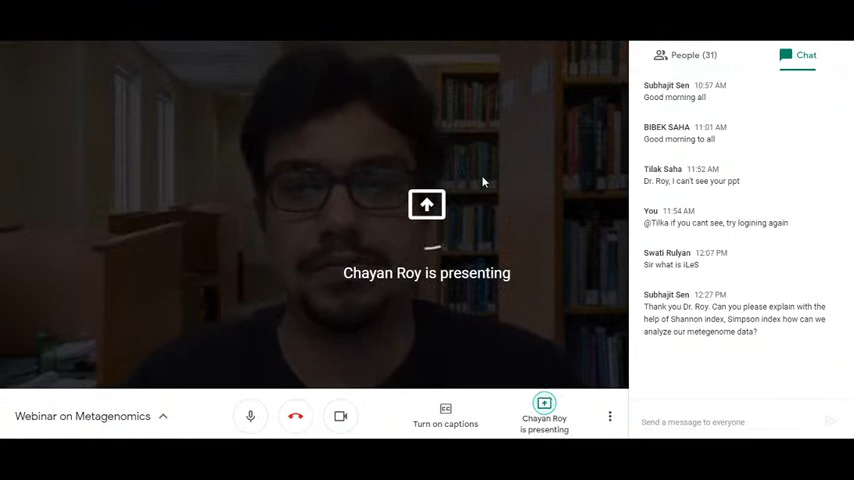 People (31)
Chat
Subhajit Sen 10:57 AM
Good morning all
BIBEK SAHA 11:01 AM
Good morning to all
Tilak Saha 11:52 AM
Dr. Roy, I can't see your ppt
You 11:54 AM
@Tilka if you cant see, try logining again
Swati Rulyan 12:07 PM
Sir what is iLeS
Subhajit Sen 12:27 PM
Thank you Dr. Roy. Can you please explain with the
help of Shannon index, Simpson index how can we
analyze our metegenome data?
Chayan Roy is presenting
Webinar on Metagenomics
Turn on captions
Chayan Roy
is presenting
Send a message to everyone